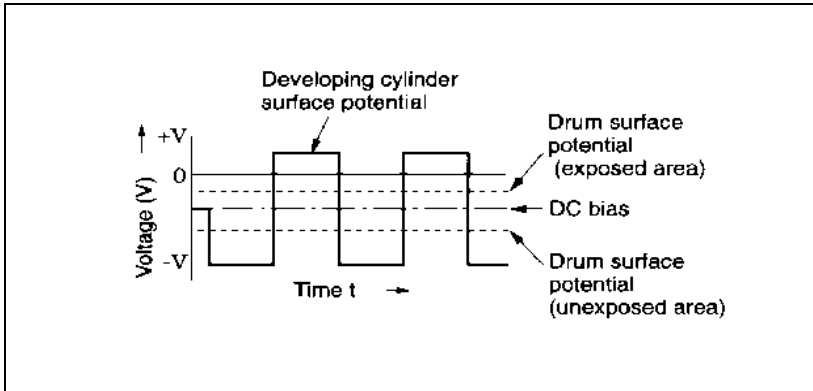 Developing cylinder
surface potential
+V
0
-V
Voltage (V)
Time t
Drum surface
potential
(exposed area)
DC bias
Drum surface
potential
(unexposed area)